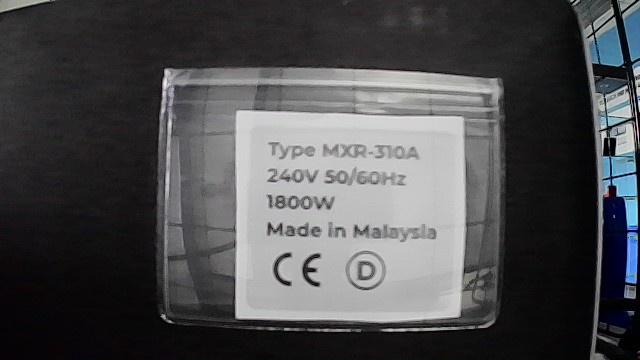 Type MXR-310A
240V 50/60Hz
1800W
Made in Malaysia
CE D